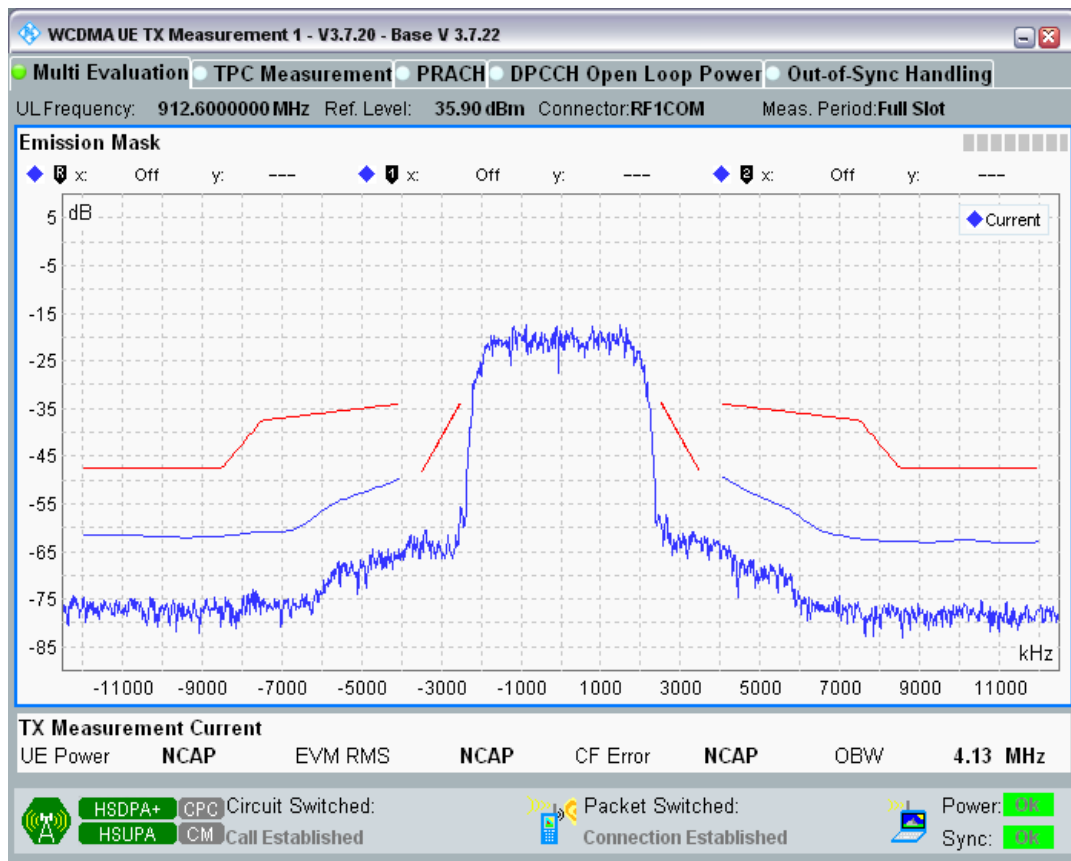 WCDMA UE TX Measurement 1 - V3.7.20 - Base V 3.7.22
Multi Evaluation TPC Measurement PRACH DPCCH Open Loop Power Out-of-Sync Handling
UL Frequency: 912.6000000 MHz Ref. Level: 35.90 dBm Connector: RF1COM Meas. Period: Full Slot
Emission Mask
R x: Off y: --- 1 x: Off y: --- 2 x: Off y: ---
dB
Current
5
-5
-15
-25
-35
-45
-55
-65
-75
-85
kHz
-11000 -9000 -7000 -5000 -3000 -1000 1000 3000 5000 7000 9000 11000
TX Measurement Current
UE Power NCAP EVM RMS NCAP CF Error NCAP OBW 4.13 MHz
HSDPA+ CPC Circuit Switched: Packet Switched: Power: OK
HSUPA CM Call Established Connection Established Sync: OK